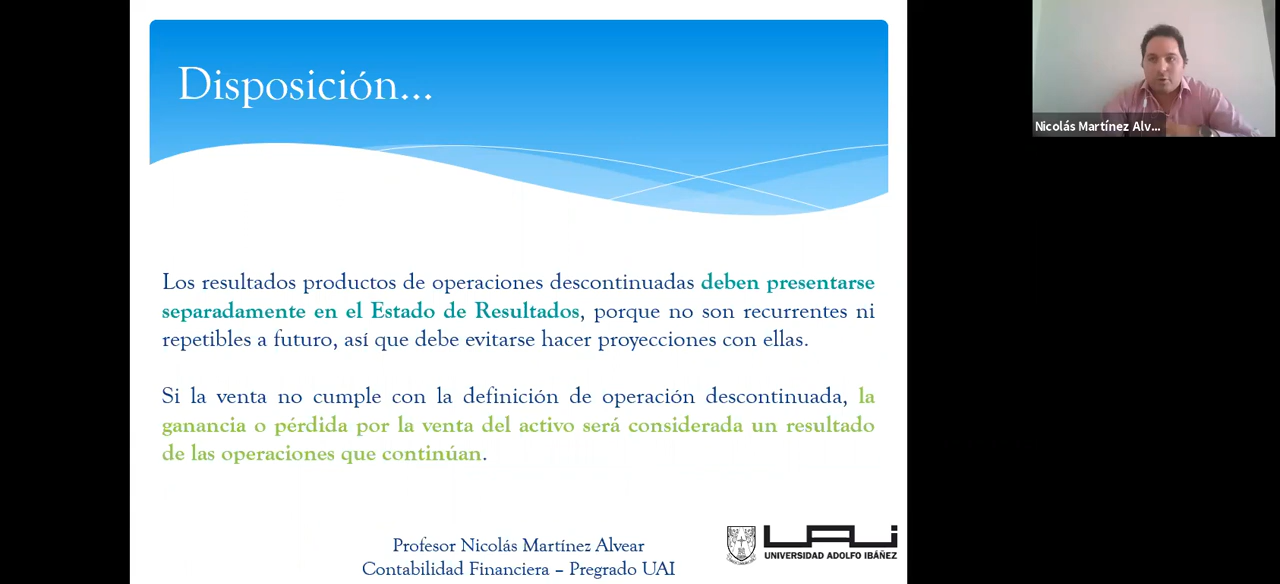 Disposición...
Nicolás Martínez Alv...
Los resultados productos de operaciones descontinuadas deben presentarse
separadamente en el Estado de Resultados, porque no son recurrentes ni
repetibles a futuro, así que debe evitarse hacer proyecciones con ellas.
Si la venta no cumple con la definición de operación descontinuada, la
ganancia o pérdida por la venta del activo será considerada un resultado
de las operaciones que continúan.
Profesor Nicolás Martínez Alvear
Contabilidad Financiera – Pregrado UAI
UAI
UNIVERSIDAD ADOLFO IBÁÑEZ